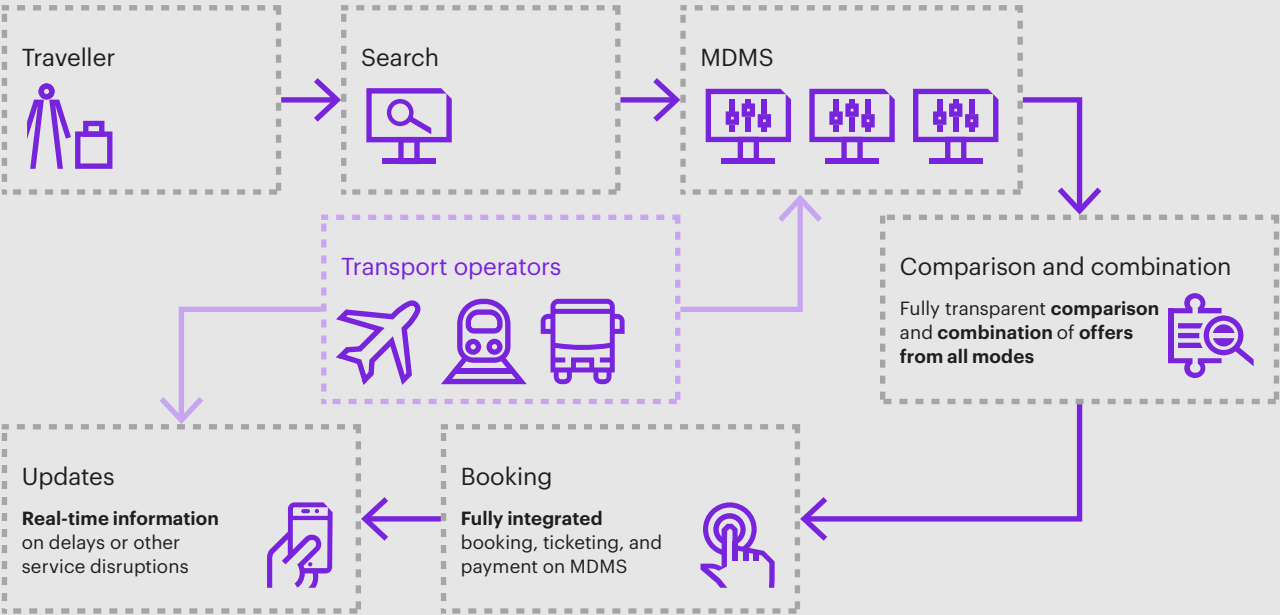 Traveller
Search
MDMS
Transport operators
Comparison and combination
Fully transparent comparison
and combination of offers
from all modes
Updates
Real-time information
on delays or other
service disruptions
Booking
Fully integrated
booking, ticketing, and
payment on MDMS